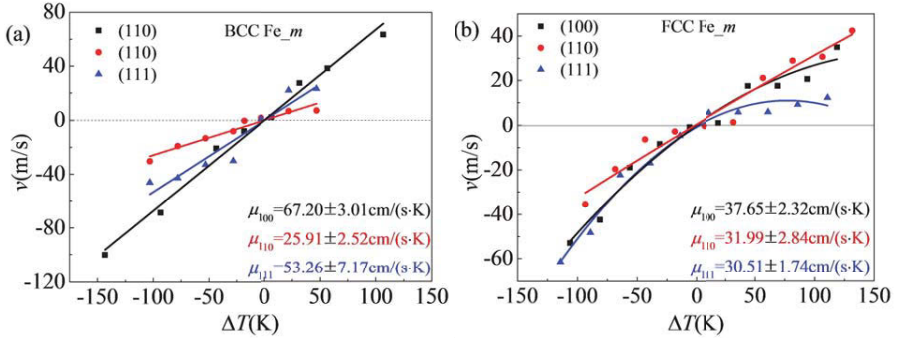 (a)
BCC Fe_m
(110)
(110)
(111)
80
40
0
-40
-80
-120
v(m/s)
μ100=67.20±3.01cm/(s·K)
μ110=25.91±2.52cm/(s·K)
μ111−53.26±7.17cm/(s·K)
-150 -100 -50 0 50 100 150
ΔT(K)
(b)
FCC Fe_m
(100)
(110)
(111)
40
20
0
-20
-40
-60
v(m/s)
μ100=37.65±2.32cm/(s·K)
μ110=31.99±2.84cm/(s·K)
μ111=30.51±1.74cm/(s·K)
-150 -100 -50 0 50 100 150
ΔT(K)